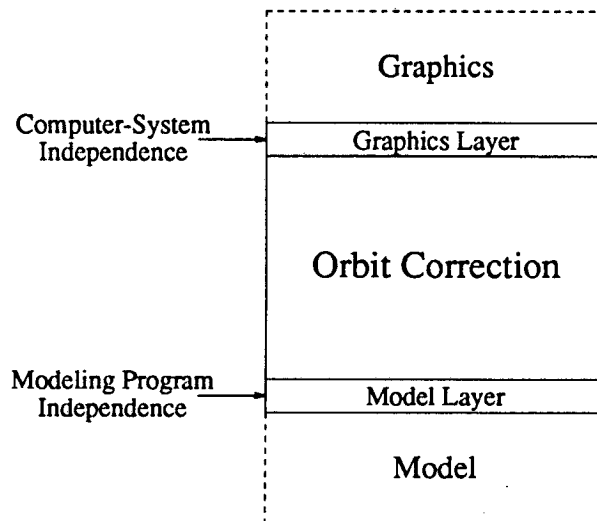 Graphics
Computer-System
Independence
Graphics Layer
Orbit Correction
Modeling Program
Independence
Model Layer
Model